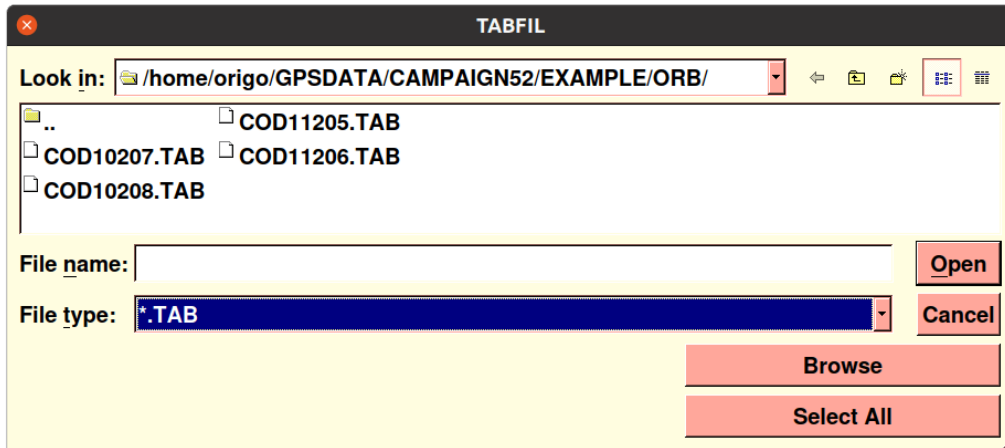 TABFIL
Look in: /home/origo/GPSDATA/CAMPAIGN52/EXAMPLE/ORB/
..
COD10207.TAB
COD10208.TAB
COD11205.TAB
COD11206.TAB
File name: Open
File type: *.TAB Cancel
Browse
Select All